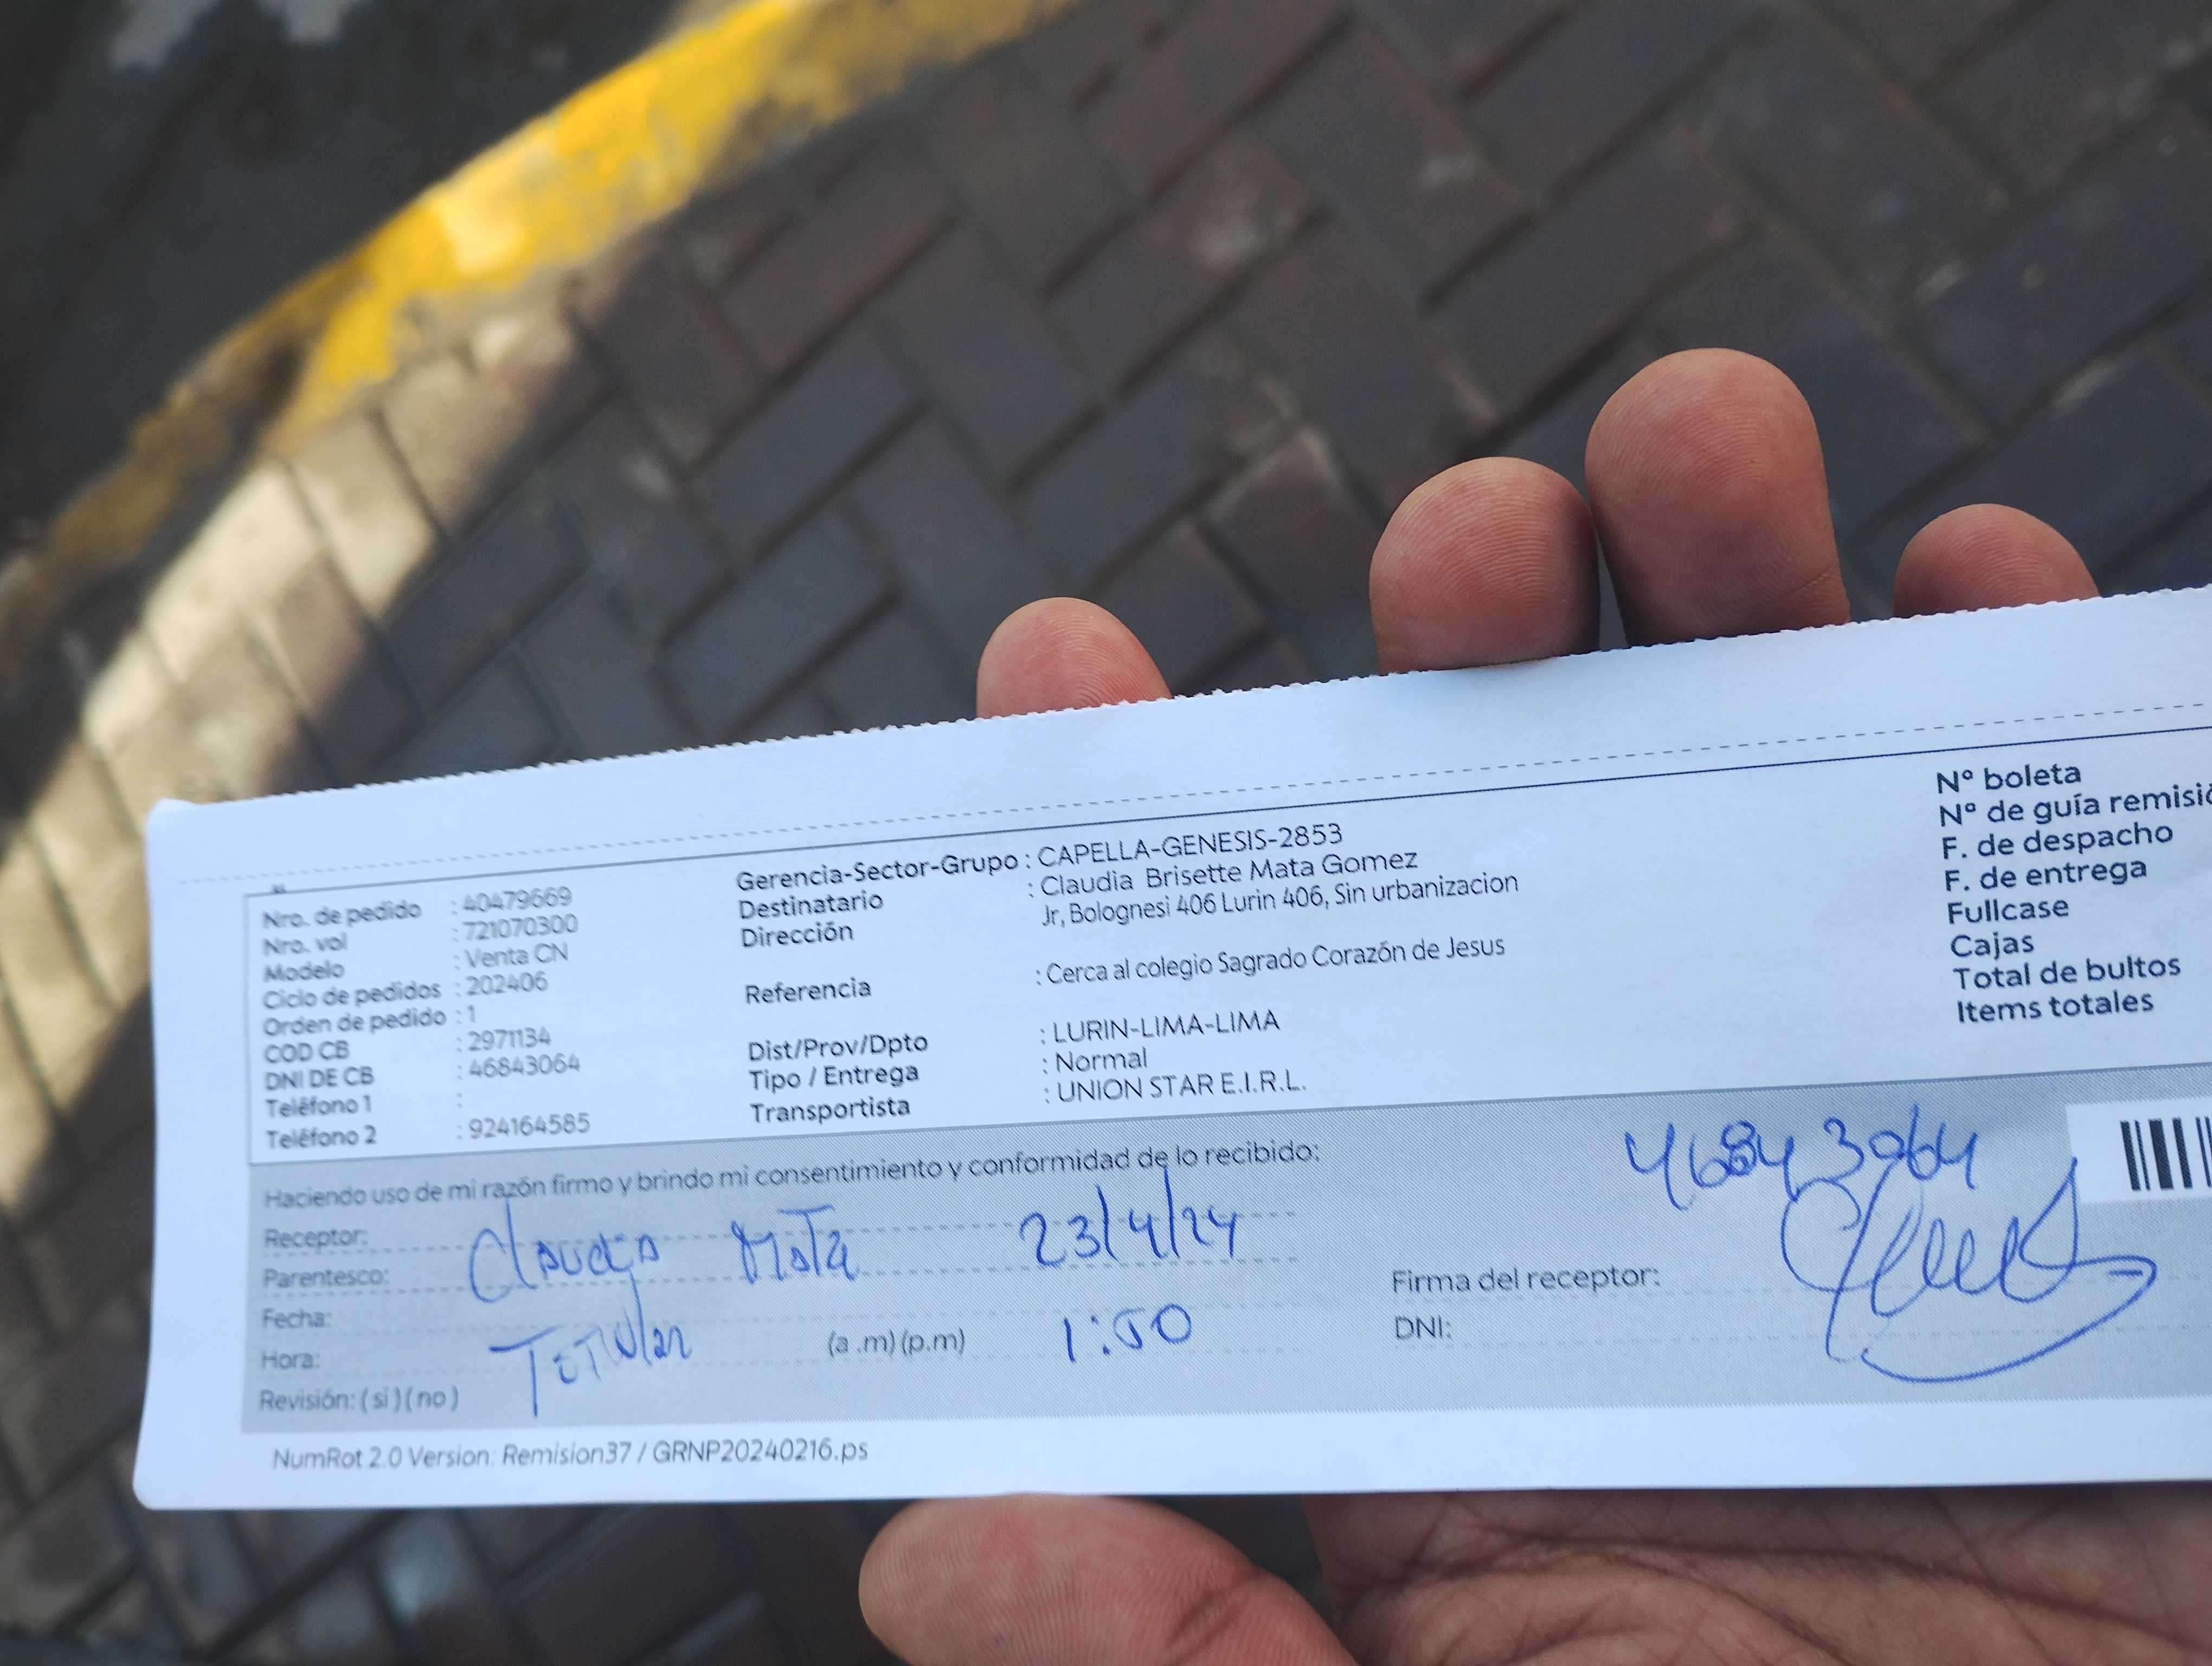 Nro. de pedido : 40479669
Nro. vol : 721070300
Modelo : Venta CN
Ciclo de pedidos : 202406
Orden de pedido : 1
COD CB : 2971134
DNI DE CB : 46843064
Teléfono 1 :
Teléfono 2 : 924164585
Gerencia-Sector-Grupo : CAPELLA-GENESIS-2853
Destinatario : Claudia Brisette Mata Gomez
Dirección Jr, Bolognesi 406 Lurin 406, Sin urbanizacion
Referencia : Cerca al colegio Sagrado Corazón de Jesus
Dist/Prov/Dpto : LURIN-LIMA-LIMA
Tipo / Entrega : Normal
Transportista : UNION STAR E.I.R.L.
N° boleta
N° de guía remisió
F. de despacho
F. de entrega
Fullcase
Cajas
Total de bultos
Items totales
Haciendo uso de mi razón firmo y brindo mi consentimiento y conformidad de lo recibido:
Receptor: Claudia Mata 23/4/24
Parentesco:
Fecha: Titular
Hora: (a .m) (p.m) 1:50
Revisión: ( si ) ( no )
46843064
Firma del receptor:
DNI:
NumRot 2.0 Version: Remision37 / GRNP20240216.ps